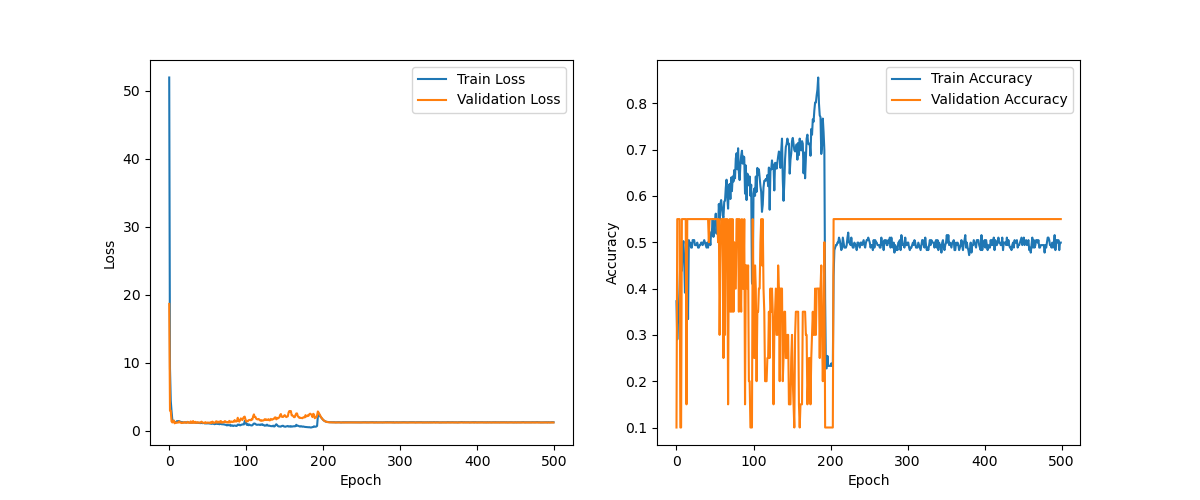 Train Loss
Validation Loss
50
40
30
20
10
0
Loss
0 100 200 300 400 500
Epoch
Train Accuracy
Validation Accuracy
0.8
0.7
0.6
0.5
0.4
0.3
0.2
0.1
Accuracy
0 100 200 300 400 500
Epoch